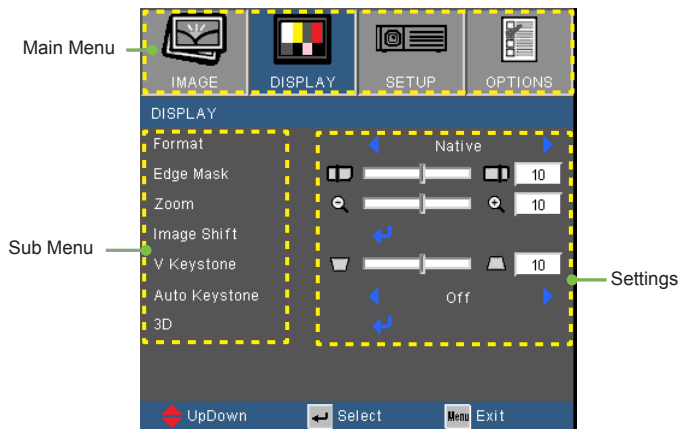 Main Menu
IMAGE DISPLAY SETUP OPTIONS
DISPLAY
Format Native
Edge Mask 10
Zoom 10
Image Shift
Sub Menu
V Keystone 10
Settings
Auto Keystone Off
3D
UpDown Select Menu Exit